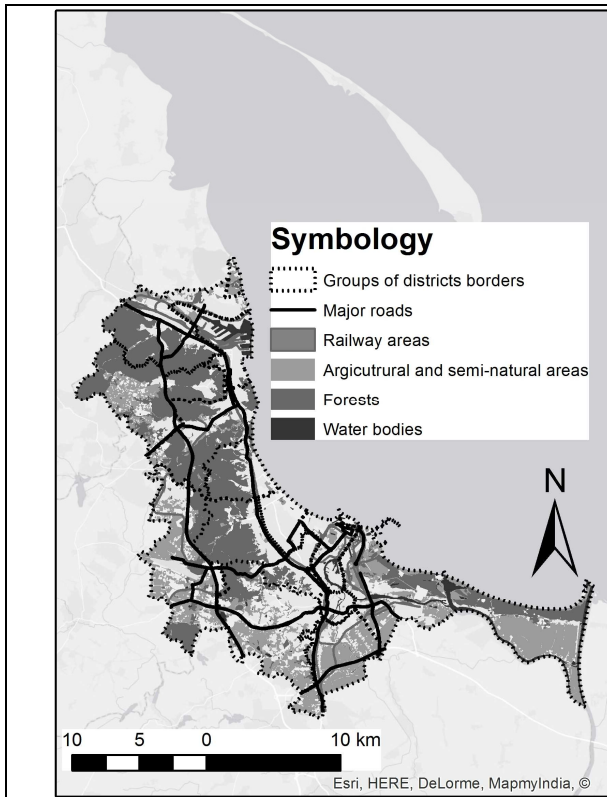 Symbology
Groups of districts borders
Major roads
Railway areas
Argicutrural and semi-natural areas
Forests
Water bodies
N
10 5 0 10 km
Esri, HERE, DeLorme, MapmyIndia, ©